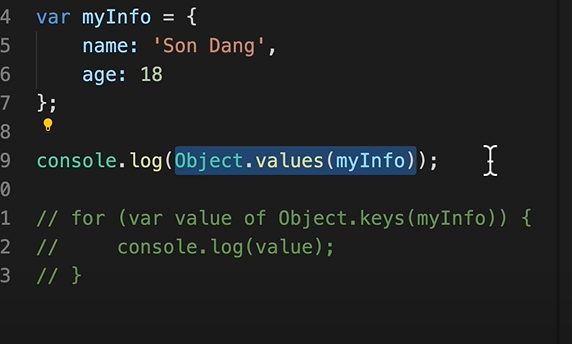 4 var myInfo = {
5     name: 'Son Dang',
6     age: 18
7 };
8
9 console.log(Object.values(myInfo));
0
1 // for (var value of Object.keys(myInfo)) {
2 //     console.log(value);
3 // }